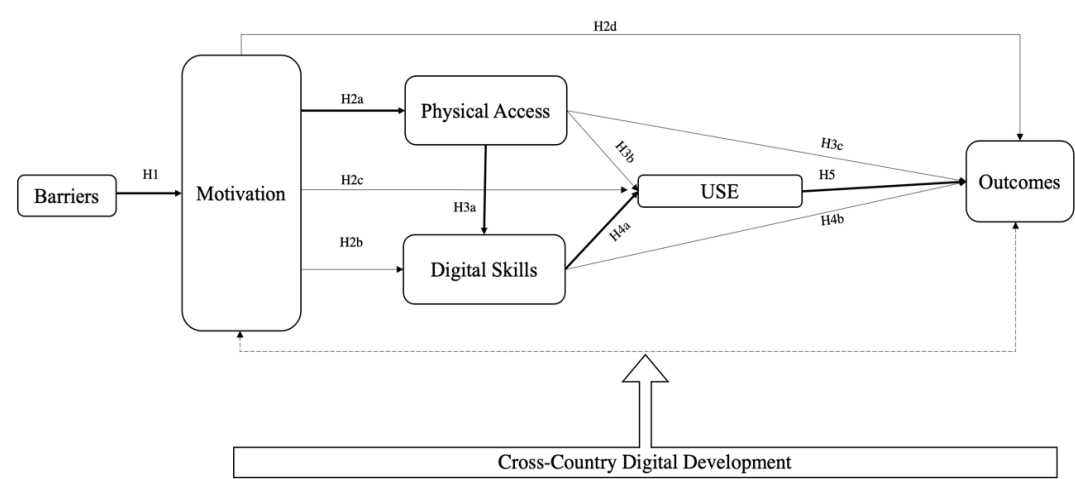 H2d
H2a
Physical Access
H3c
H3b
H1
Barriers
Motivation
H2c
H5
USE
Outcomes
H3a
H4a
H4b
H2b
Digital Skills
Cross-Country Digital Development